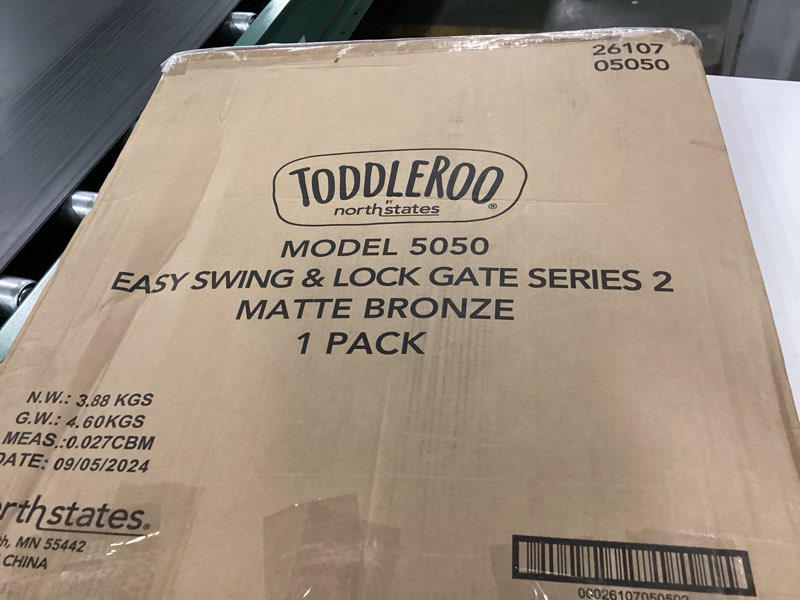 26107
05050
TODDLEROO
BY
northstates
®
MODEL 5050
EASY SWING & LOCK GATE SERIES 2
MATTE BRONZE
1 PACK
N.W.: 3.88 KGS
G.W.: 4.60KGS
MEAS.:0.027CBM
DATE: 09/05/2024
rthstates®
h, MN 55442
CHINA